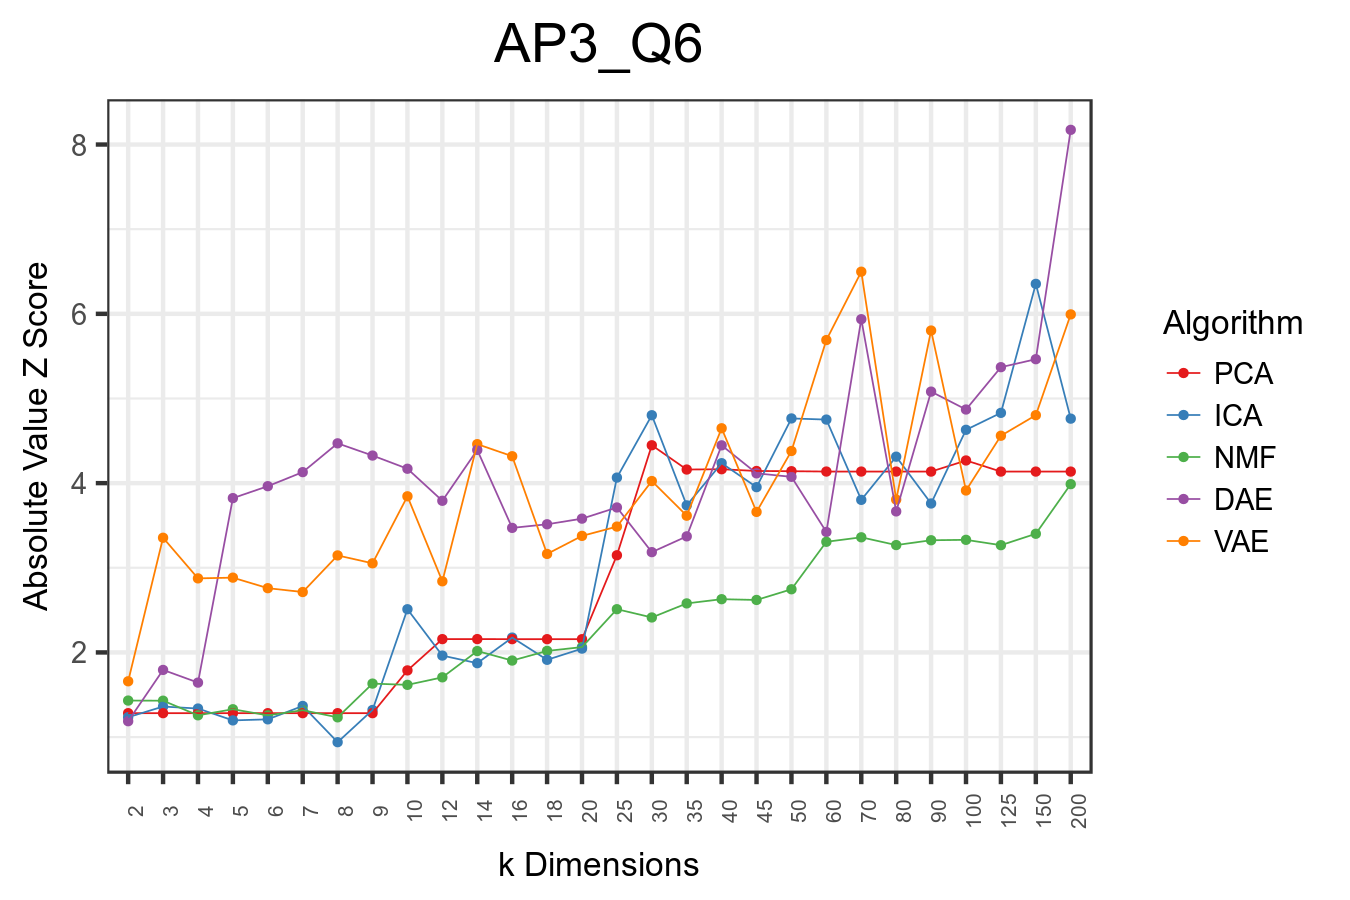 AP3_Q6
8
6
4
2
Absolute Value Z Score
2 3 4 5 6 7 8 9 10 12 14 16 18 20 25 30 35 40 45 50 60 70 80 90 100 125 150 200
k Dimensions
Algorithm
PCA
ICA
NMF
DAE
VAE